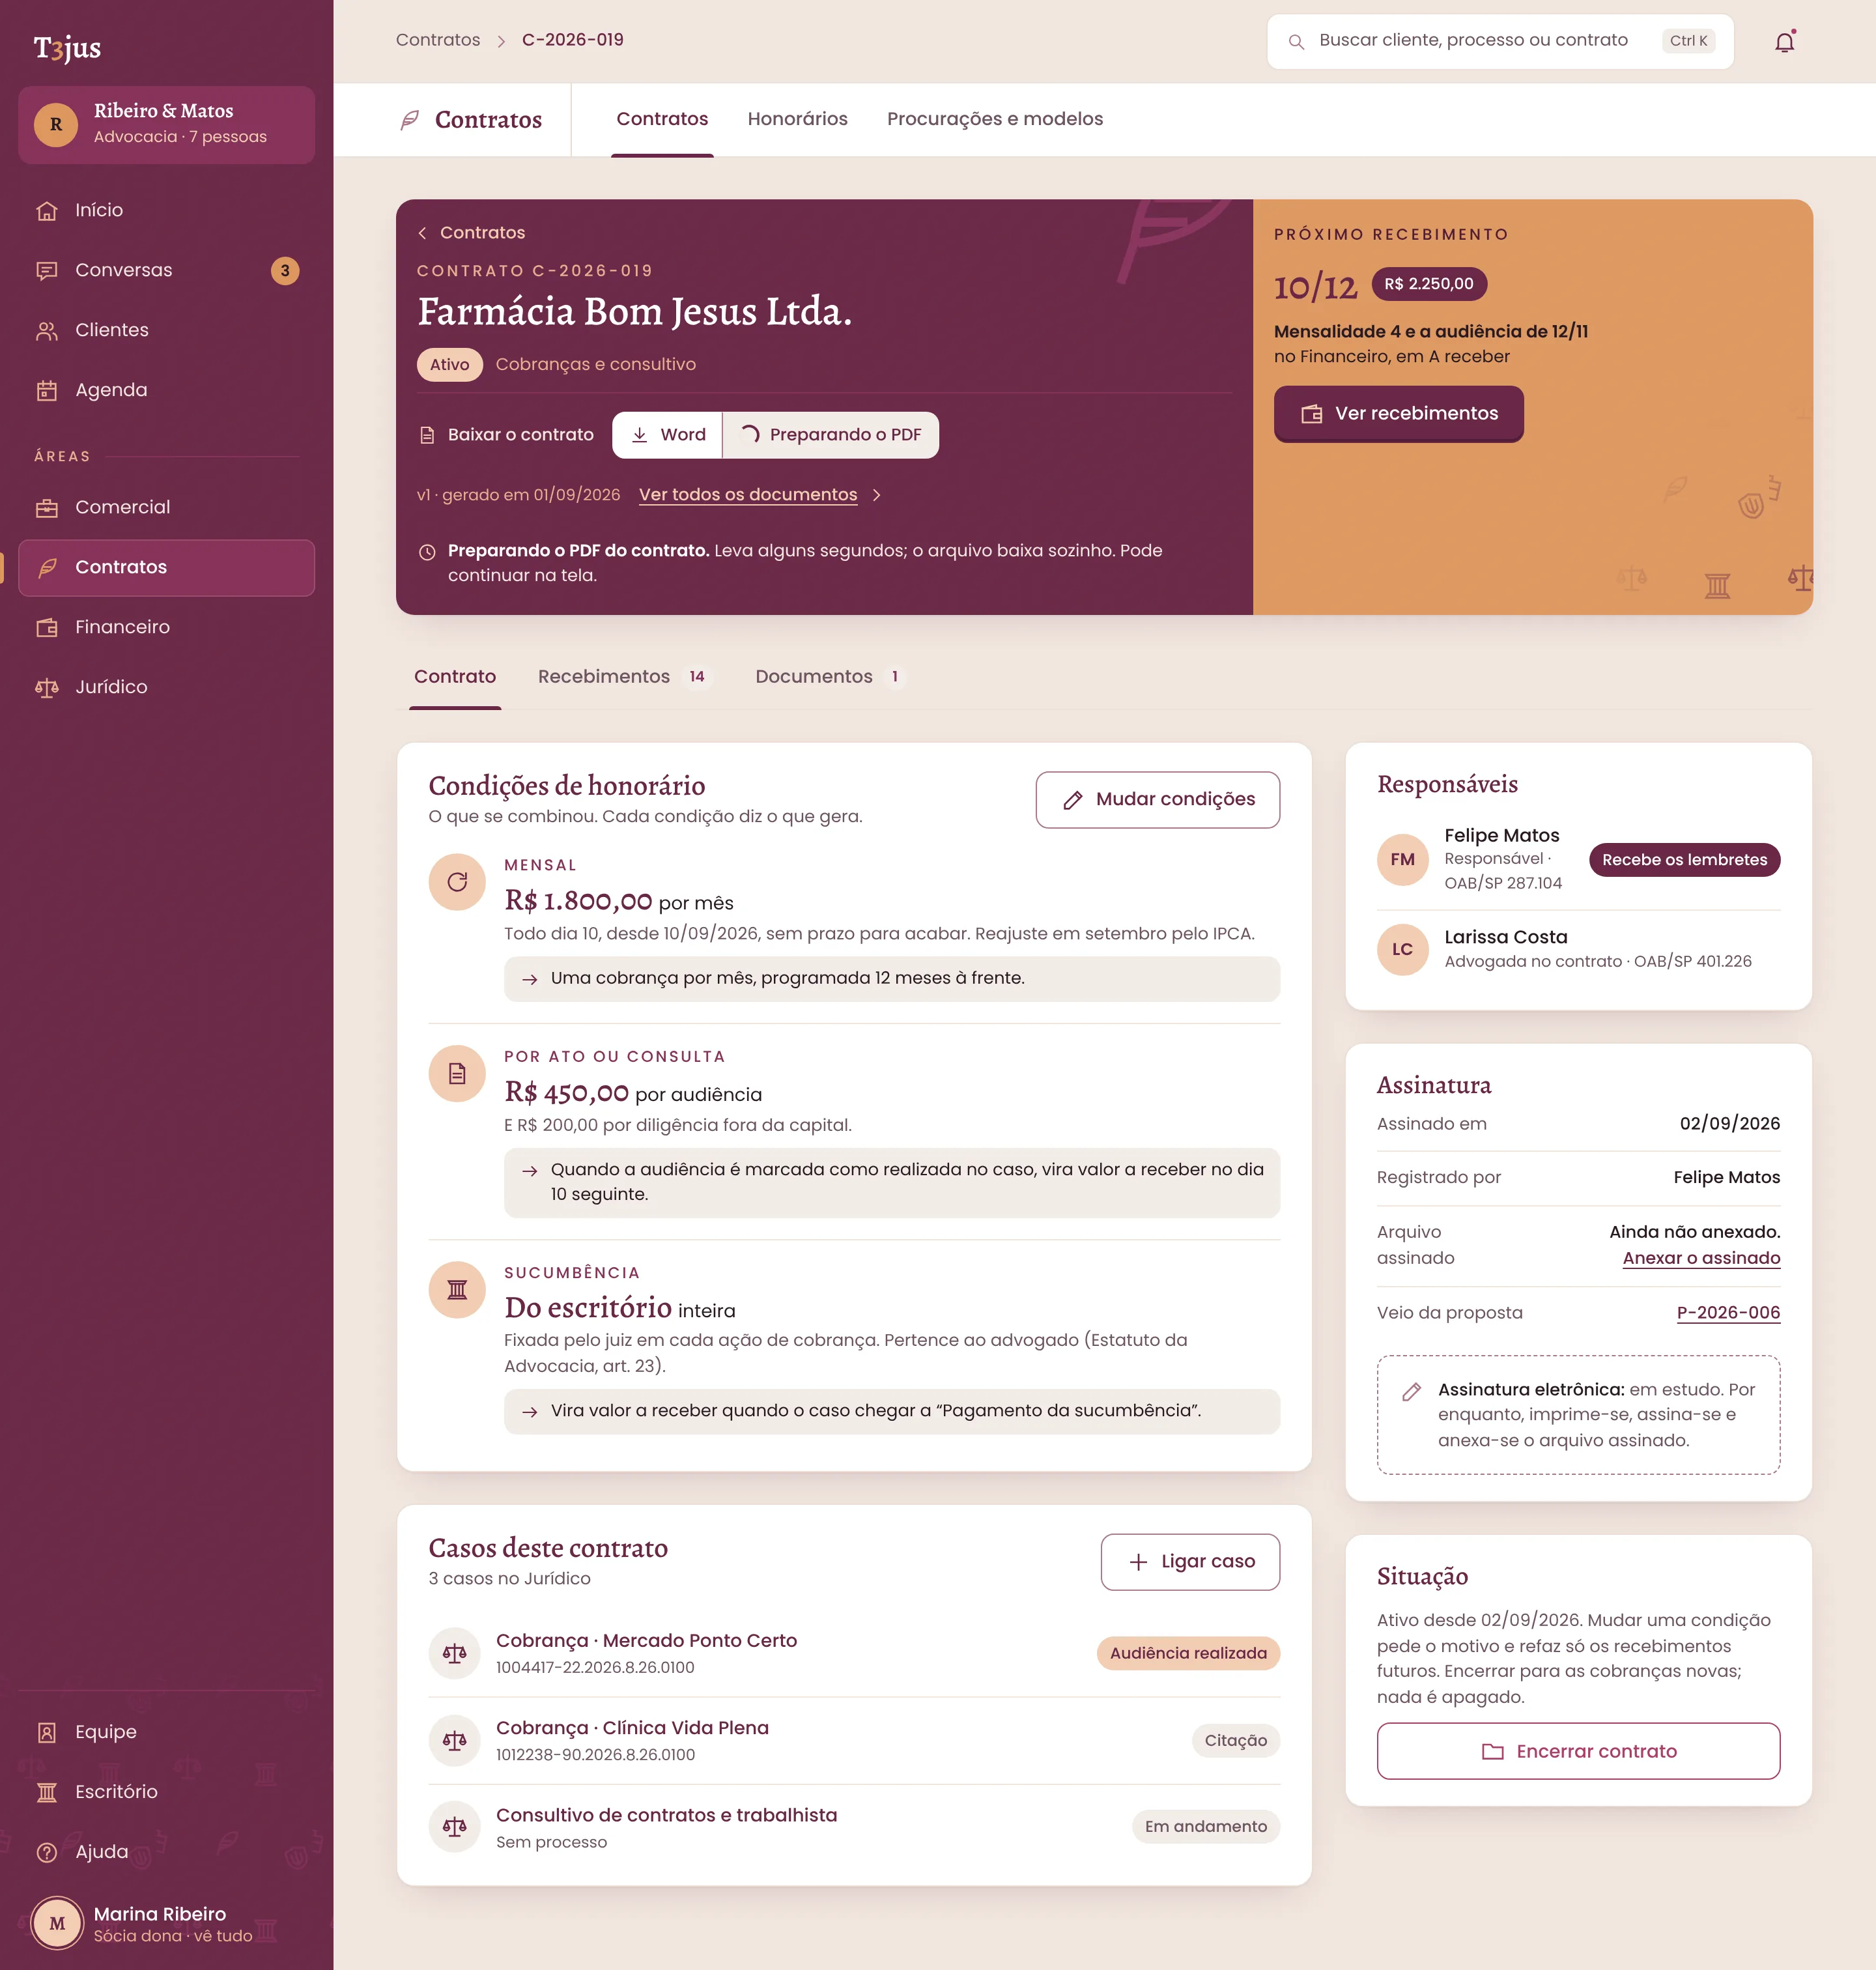 T3jus
R
Ribeiro & Matos
Advocacia · 7 pessoas
Início
Conversas
3
Clientes
Agenda
ÁREAS
Comercial
Contratos
Financeiro
Jurídico
Equipe
Escritório
Ajuda
M
Marina Ribeiro
Sócia dona · vê tudo
Contratos
C-2026-019
Buscar cliente, processo ou contrato
Ctrl K
Contratos
Contratos
Honorários
Procurações e modelos
Contratos
CONTRATO C-2026-019
Farmácia Bom Jesus Ltda.
Ativo
Cobranças e consultivo
Baixar o contrato
Word
Preparando o PDF
v1 · gerado em 01/09/2026
Ver todos os documentos
Preparando o PDF do contrato. Leva alguns segundos; o arquivo baixa sozinho. Pode
continuar na tela.
PRÓXIMO RECEBIMENTO
10/12
R$ 2.250,00
Mensalidade 4 e a audiência de 12/11
no Financeiro, em A receber
Ver recebimentos
Contrato
Recebimentos
14
Documentos
1
Condições de honorário
O que se combinou. Cada condição diz o que gera.
Mudar condições
MENSAL
R$ 1.800,00 por mês
Todo dia 10, desde 10/09/2026, sem prazo para acabar. Reajuste em setembro pelo IPCA.
Uma cobrança por mês, programada 12 meses à frente.
POR ATO OU CONSULTA
R$ 450,00 por audiência
E R$ 200,00 por diligência fora da capital.
Quando a audiência é marcada como realizada no caso, vira valor a receber no dia
10 seguinte.
SUCUMBÊNCIA
Do escritório inteira
Fixada pelo juiz em cada ação de cobrança. Pertence ao advogado (Estatuto da
Advocacia, art. 23).
Vira valor a receber quando o caso chegar a “Pagamento da sucumbência”.
Casos deste contrato
3 casos no Jurídico
Ligar caso
Cobrança · Mercado Ponto Certo
1004417-22.2026.8.26.0100
Audiência realizada
Cobrança · Clínica Vida Plena
1012238-90.2026.8.26.0100
Citação
Consultivo de contratos e trabalhista
Sem processo
Em andamento
Responsáveis
FM
Felipe Matos
Responsável ·
OAB/SP 287.104
Recebe os lembretes
LC
Larissa Costa
Advogada no contrato · OAB/SP 401.226
Assinatura
Assinado em
02/09/2026
Registrado por
Felipe Matos
Arquivo
assinado
Ainda não anexado.
Anexar o assinado
Veio da proposta
P-2026-006
Assinatura eletrônica: em estudo. Por
enquanto, imprime-se, assina-se e
anexa-se o arquivo assinado.
Situação
Ativo desde 02/09/2026. Mudar uma condição
pede o motivo e refaz só os recebimentos
futuros. Encerrar para as cobranças novas;
nada é apagado.
Encerrar contrato